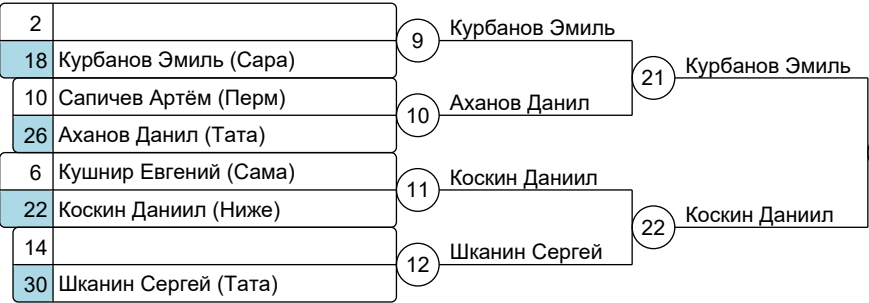 2
18 Курбанов Эмиль (Сара)
10 Сапичев Артём (Перм)
26 Аханов Данил (Тата)
6 Кушнир Евгений (Сама)
22 Коскин Даниил (Ниже)
14
30 Шканин Сергей (Тата)
9 Курбанов Эмиль
10 Аханов Данил
11 Коскин Даниил
12 Шканин Сергей
21 Курбанов Эмиль
22 Коскин Даниил